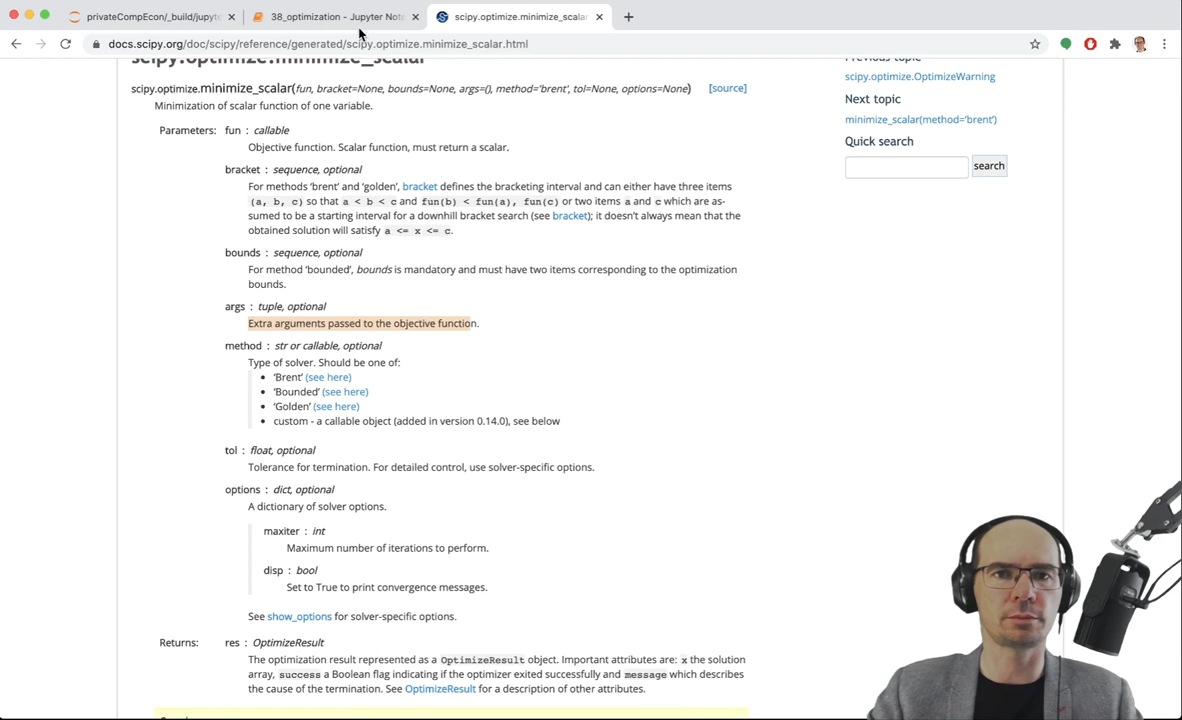 privateCompEcon/_build/jupyte
38_optimization - Jupyter Note
scipy.optimize.minimize_scalar
docs.scipy.org/doc/scipy/reference/generated/scipy.optimize.minimize_scalar.html
scipy.optimize.minimize_scalar
scipy.optimize.minimize_scalar(fun, bracket=None, bounds=None, args=(), method='brent', tol=None, options=None) [source]
Minimization of scalar function of one variable.
Parameters: fun : callable
Objective function. Scalar function, must return a scalar.
bracket : sequence, optional
For methods ‘brent’ and ‘golden’, bracket defines the bracketing interval and can either have three items
(a, b, c) so that a < b < c and fun(b) < fun(a), fun(c) or two items a and c which are as-
sumed to be a starting interval for a downhill bracket search (see bracket); it doesn’t always mean that the
obtained solution will satisfy a <= x <= c.
bounds : sequence, optional
For method ‘bounded’, bounds is mandatory and must have two items corresponding to the optimization
bounds.
args : tuple, optional
Extra arguments passed to the objective function.
method : str or callable, optional
Type of solver. Should be one of:
• ‘Brent’ (see here)
• ‘Bounded’ (see here)
• ‘Golden’ (see here)
• custom - a callable object (added in version 0.14.0), see below
tol : float, optional
Tolerance for termination. For detailed control, use solver-specific options.
options : dict, optional
A dictionary of solver options.
maxiter : int
Maximum number of iterations to perform.
disp : bool
Set to True to print convergence messages.
See show_options for solver-specific options.
Returns: res : OptimizeResult
The optimization result represented as a OptimizeResult object. Important attributes are: x the solution
array, success a Boolean flag indicating if the optimizer exited successfully and message which describes
the cause of the termination. See OptimizeResult for a description of other attributes.
Previous topic
scipy.optimize.OptimizeWarning
Next topic
minimize_scalar(method=’brent’)
Quick search
search